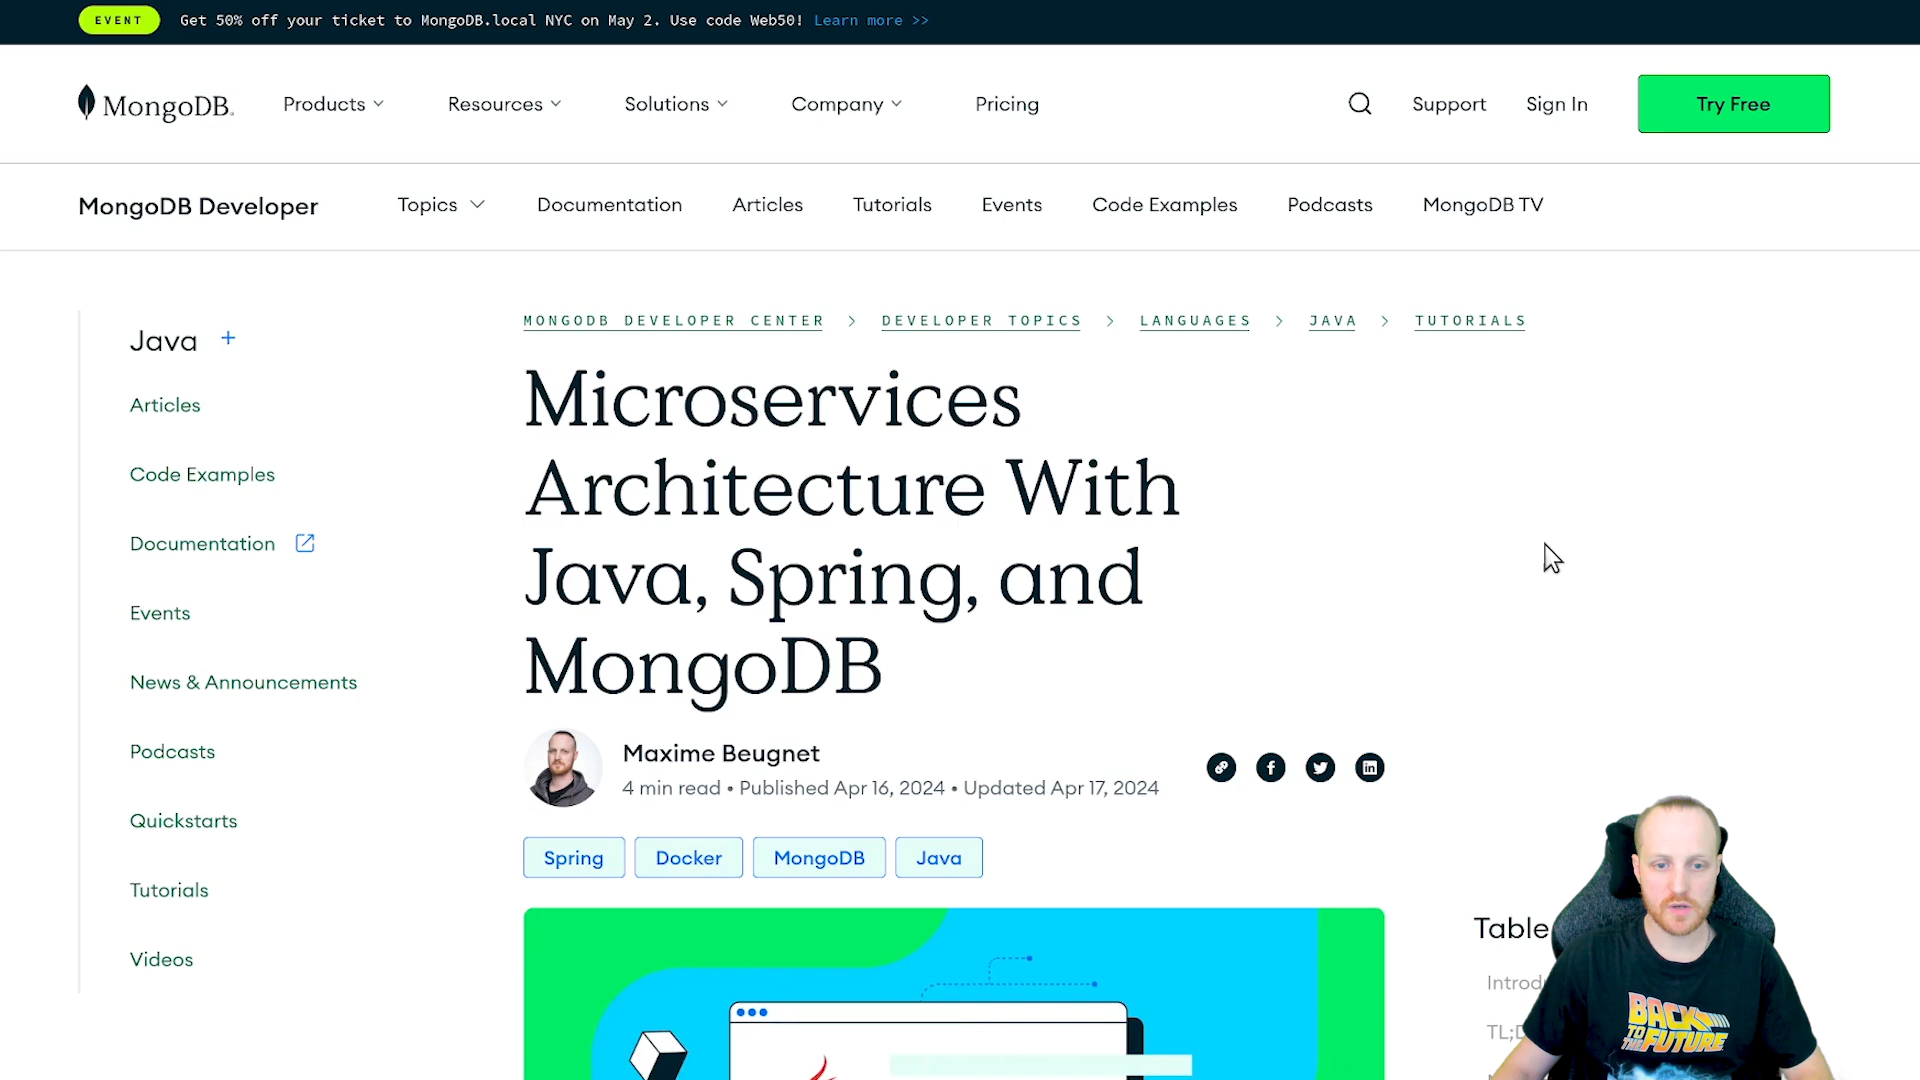 EVENT Get 50% off your ticket to MongoDB.local NYC on May 2. Use code Web50! Learn more >>
MongoDB. Products Resources Solutions Company Pricing Support Sign In Try Free
MongoDB Developer Topics Documentation Articles Tutorials Events Code Examples Podcasts MongoDB TV
Java +
Articles
Code Examples
Documentation
Events
News & Announcements
Podcasts
Quickstarts
Tutorials
Videos
MONGODB DEVELOPER CENTER > DEVELOPER TOPICS > LANGUAGES > JAVA > TUTORIALS
Microservices
Architecture With
Java, Spring, and
MongoDB
Maxime Beugnet
4 min read • Published Apr 16, 2024 • Updated Apr 17, 2024
Spring Docker MongoDB Java
Table
BACK
TO THE FUTURE